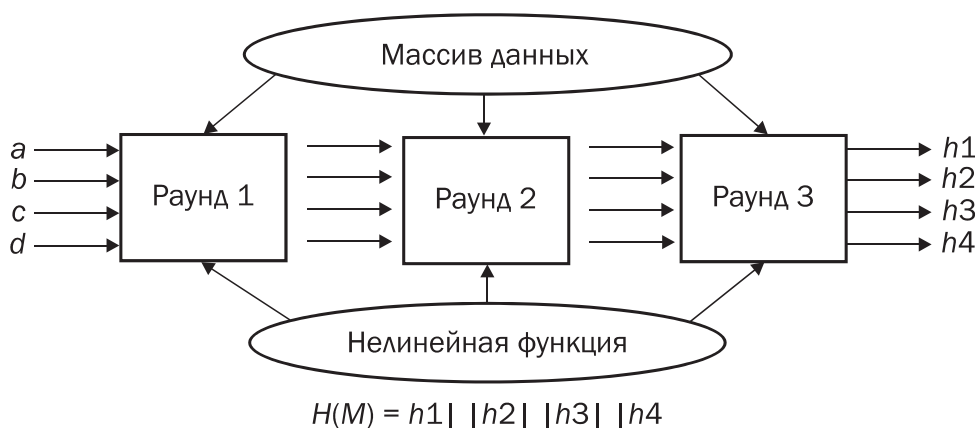 Массив данных
a
b
c
d
Раунд 1
Раунд 2
Раунд 3
h1
h2
h3
h4
Нелинейная функция
H(M) = h1| |h2| |h3| |h4